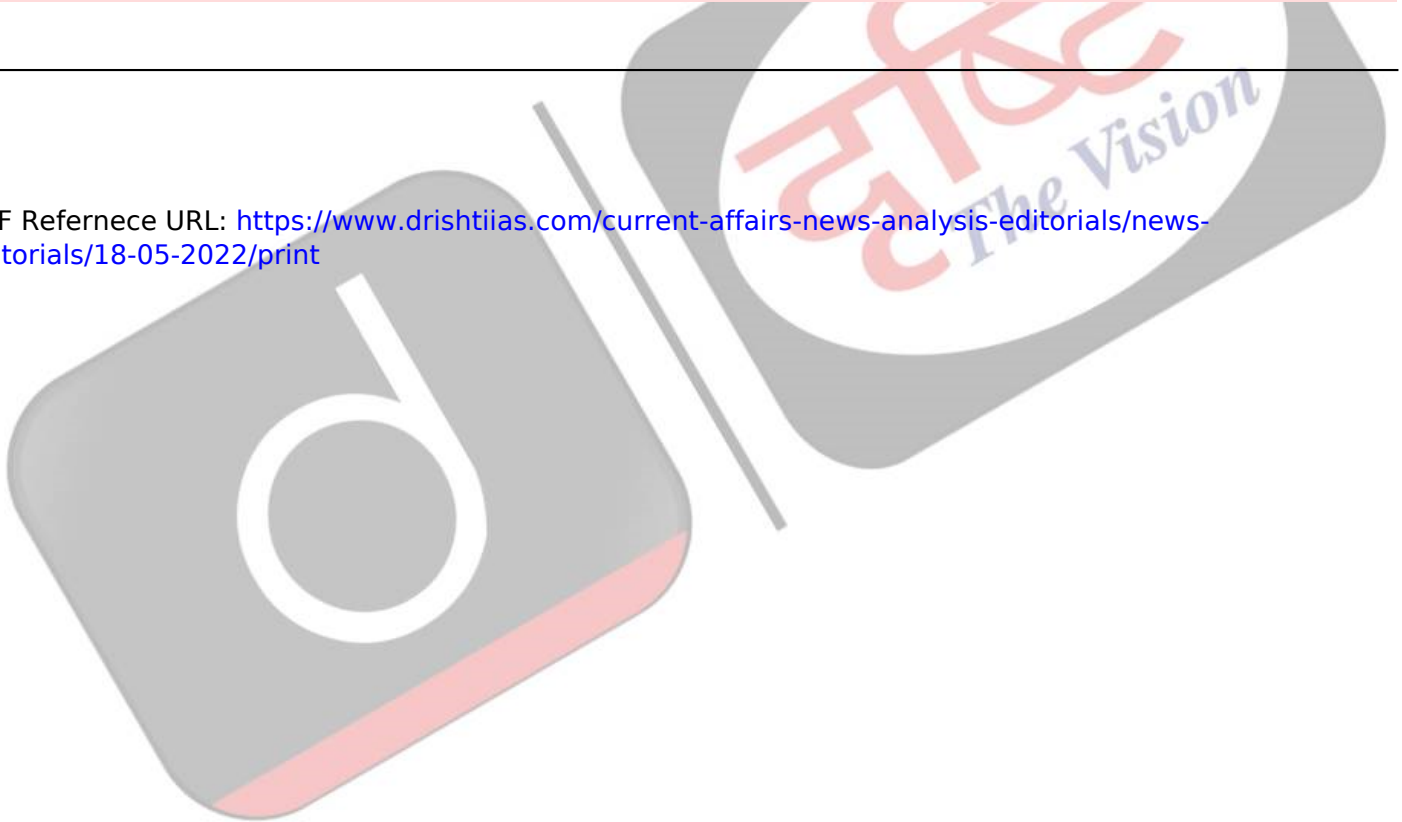 दृष्टि
The Vision
F Refernece URL: https://www.drishtiias.com/current-affairs-news-analysis-editorials/news-
torials/18-05-2022/print
d